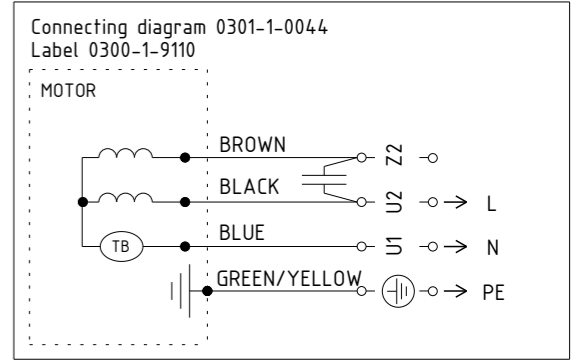 Connecting diagram 0301-1-0044
Label 0300-1-9110
MOTOR
BROWN Z2
BLACK U2 L
TB BLUE U1 N
GREEN/YELLOW PE